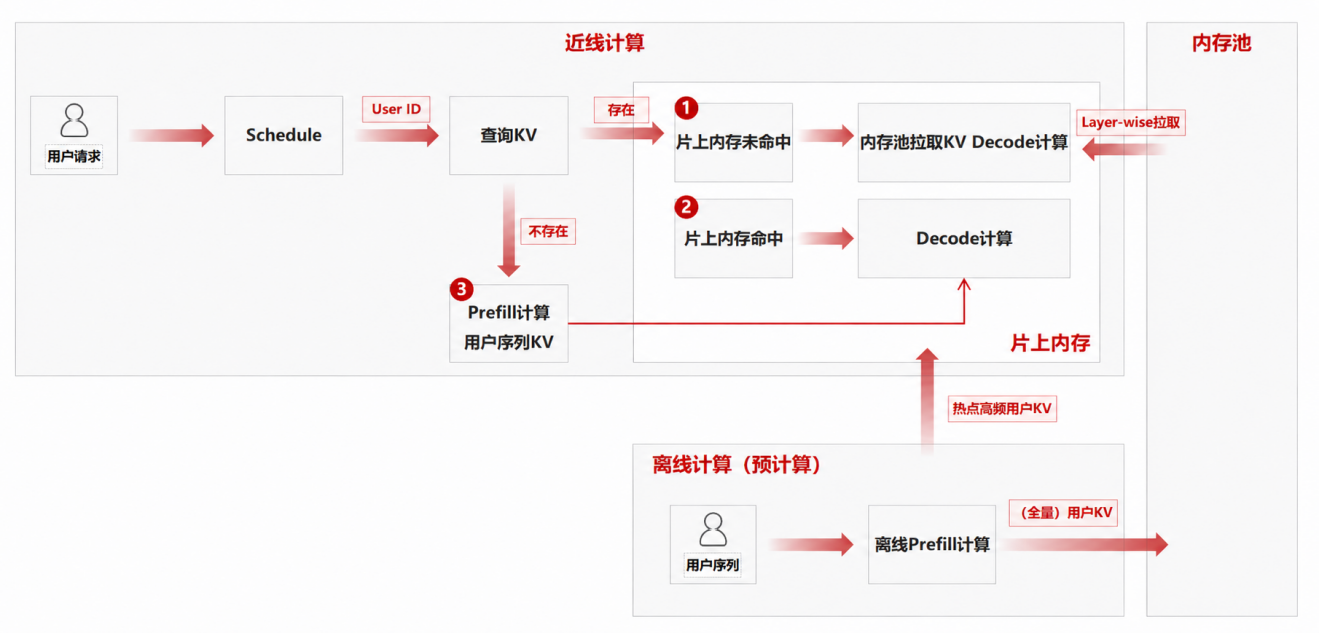 近线计算
内存池
用户请求
Schedule
User ID
查询KV
存在
1
片上内存未命中
内存池拉取KV Decode计算
Layer-wise拉取
不存在
2
片上内存命中
Decode计算
3
Prefill计算
用户序列KV
片上内存
热点高频用户KV
离线计算（预计算）
用户序列
离线Prefill计算
（全量）用户KV